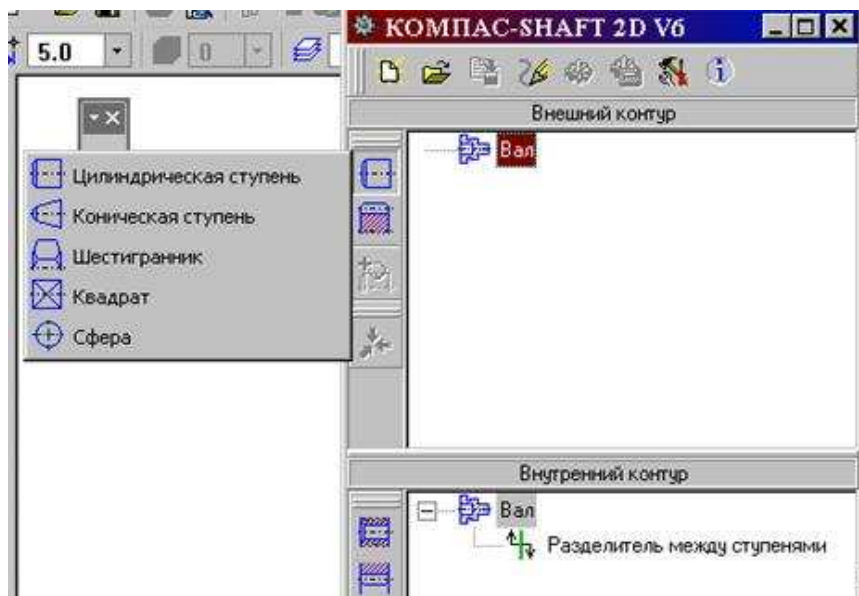 КОМПАС-SHAFT 2D V6
5.0
0
Внешний контур
Вал
Цилиндрическая ступень
Коническая ступень
Шестигранник
Квадрат
Сфера
Внутренний контур
Вал
Разделитель между ступенями